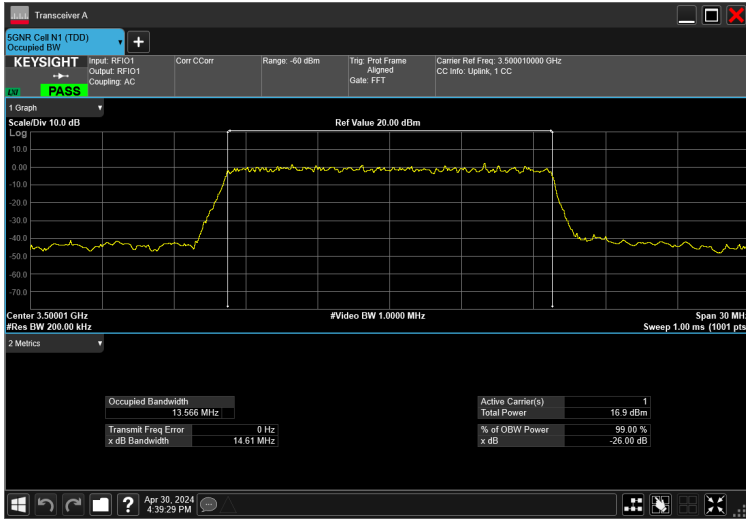 Transceiver A
5GNR Cell N1 (TDD)
Occupied BW
KEYSIGHT
LXI
PASS
Input: RFIO1
Output: RFIO1
Coupling: AC
Corr CCorr
Range: -60 dBm
Trig: Prot Frame
Aligned
Gate: FFT
Carrier Ref Freq: 3.500010000 GHz
CC Info: Uplink, 1 CC
1 Graph
Scale/Div 10.0 dB
Ref Value 20.00 dBm
Log
10.0
0.00
-10.0
-20.0
-30.0
-40.0
-50.0
-60.0
-70.0
Center 3.50001 GHz
#Video BW 1.0000 MHz
Span 30 MH
#Res BW 200.00 kHz
Sweep 1.00 ms (1001 pts
2 Metrics
Occupied Bandwidth
13.566 MHz
Transmit Freq Error 0 Hz
x dB Bandwidth 14.61 MHz
Active Carrier(s) 1
Total Power 16.9 dBm
% of OBW Power 99.00 %
x dB -26.00 dB
Apr 30, 2024
4:39:29 PM